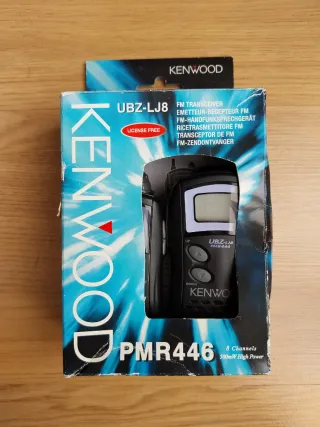 KENWOOD
UBZ-LJ8
LICENSE FREE
FM TRANSCEIVER
EMETTEUR-RECEPTEUR FM
FM-HANDFUNKSPRECHGERÄT
RICETRASMETTITORE FM
TRANSCEPTOR DE FM
FM-ZENDONTVANGER
KENWOOD
UBZ-LJ8
PMR446
KENWOOD
PMR446
8 Channels
500mW High Power